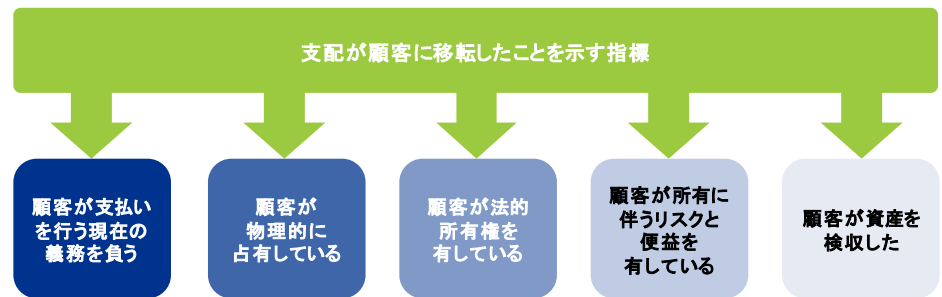 支配が顧客に移転したことを示す指標
顧客が支払い
を行う現在の
義務を負う
顧客が
物理的に
占有している
顧客が法的
所有権を
有している
顧客が所有に
伴うリスクと
便益を
有している
顧客が資産を
検収した